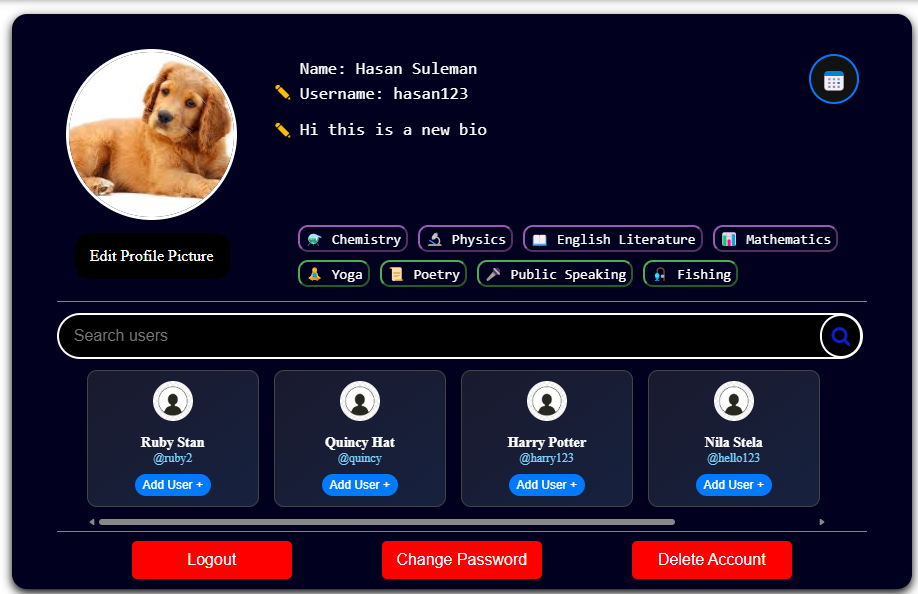 Name: Hasan Suleman
Username: hasan123
Hi this is a new bio
Edit Profile Picture
Chemistry Physics English Literature Mathematics
Yoga Poetry Public Speaking Fishing
Search users
Ruby Stan Quincy Hat Harry Potter Nila Stela
@ruby2 @quincy @harry123 @hello123
Add User + Add User + Add User + Add User +
Logout Change Password Delete Account